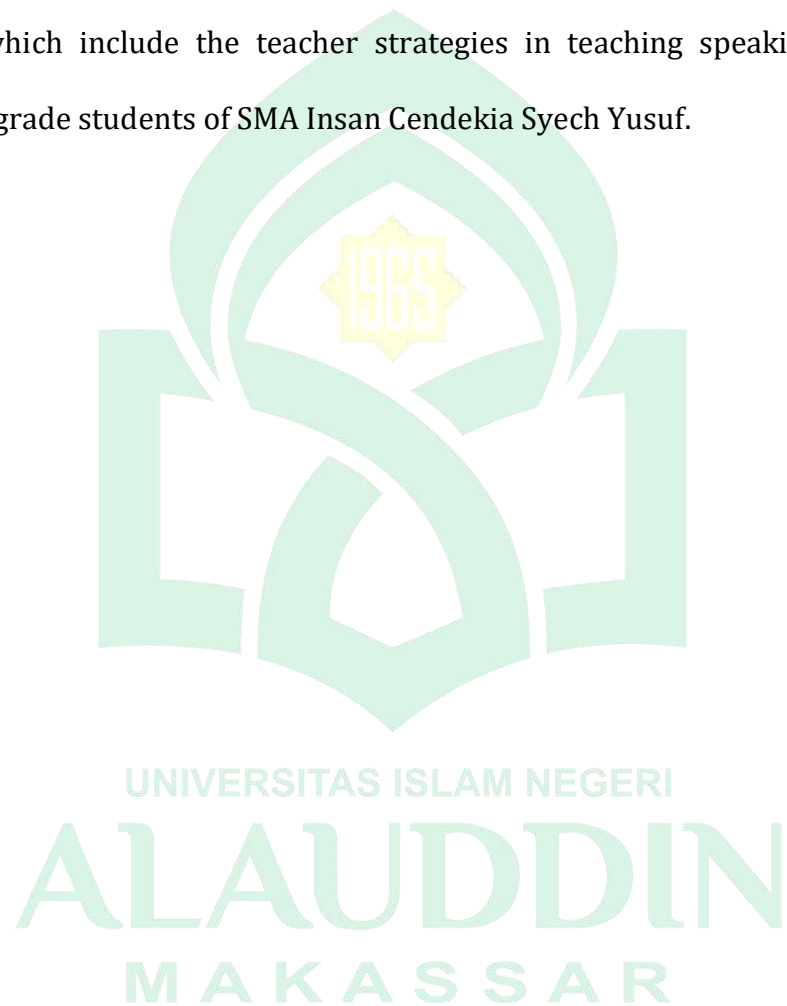 which include the teacher strategies in teaching speaki
grade students of SMA Insan Cendekia Syech Yusuf.
1965
UNIVERSITAS ISLAM NEGERI
ALAUDDIN
MAKASSAR